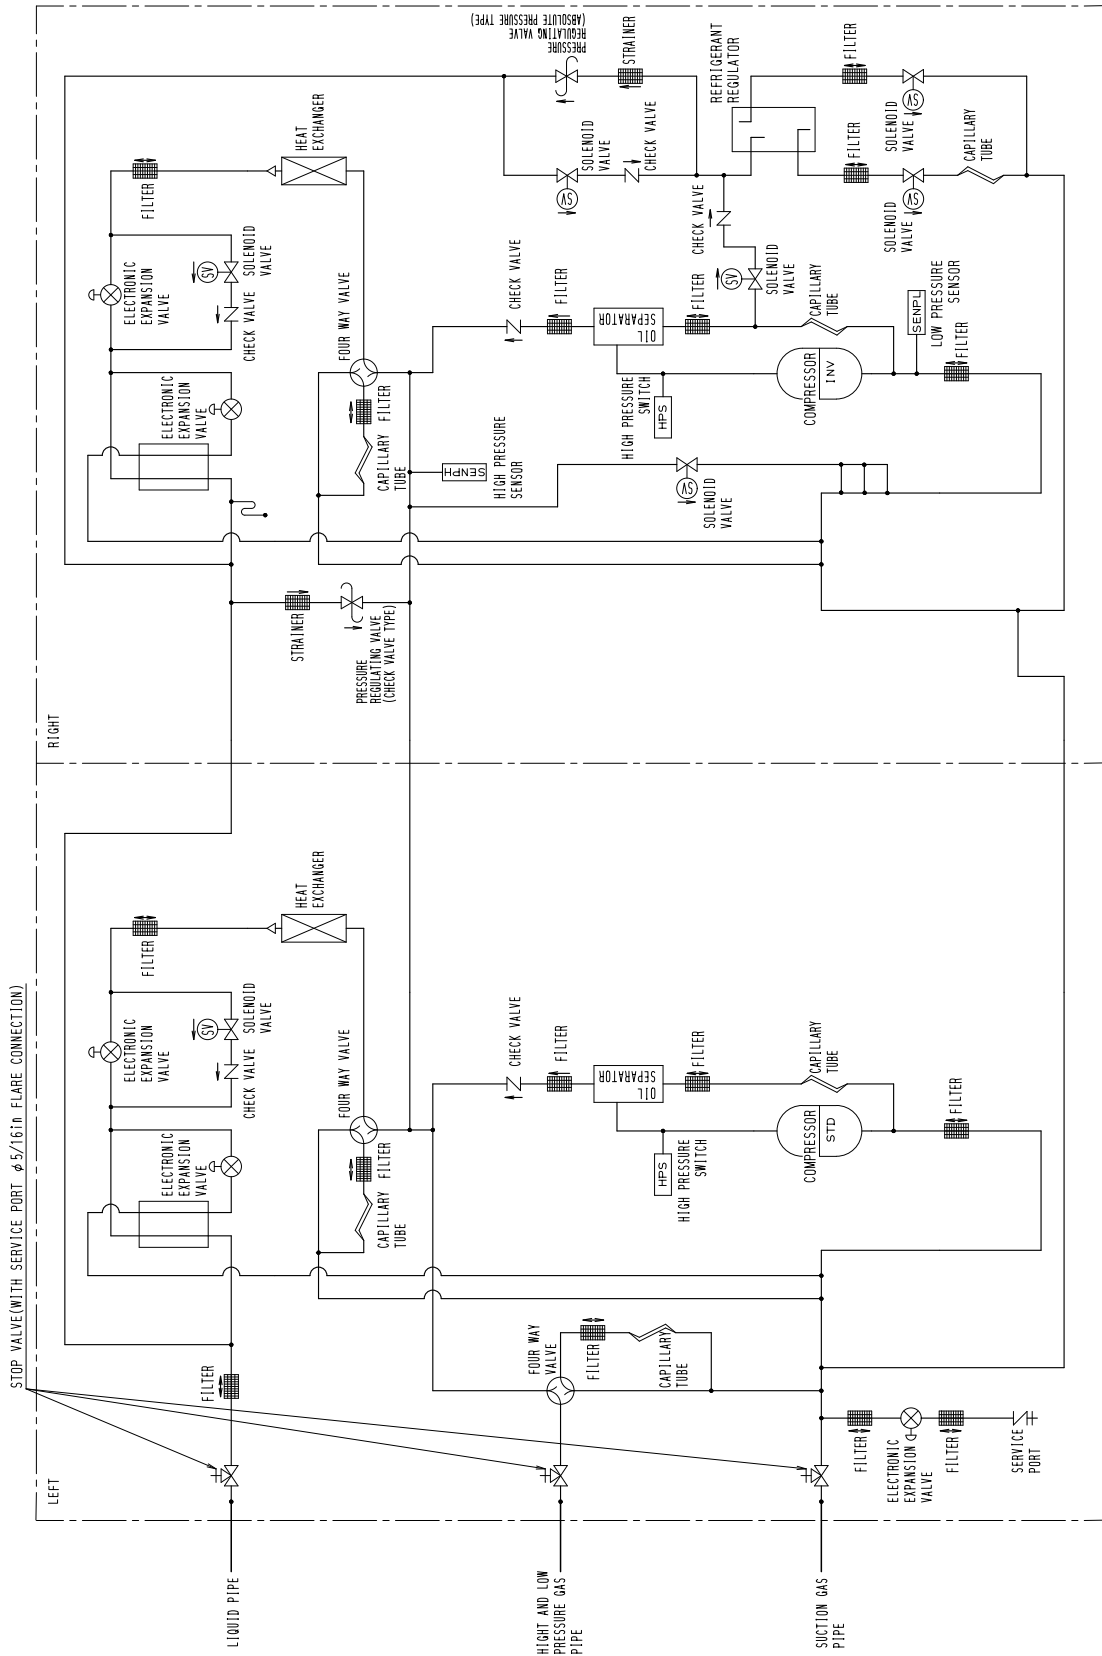 STOP VALVE(WITH SERVICE PORT φ5/16in FLARE CONNECTION)
LEFT
RIGHT
ELECTRONIC
EXPANSION
VALVE
FILTER
ELECTRONIC
EXPANSION
VALVE
FILTER
ELECTRONIC
EXPANSION
VALVE
SV
SOLENOID
VALVE
CHECK VALVE
ELECTRONIC
EXPANSION
VALVE
SV
SOLENOID
VALVE
CHECK VALVE
LIQUID PIPE
FILTER
HEAT
EXCHANGER
HEAT
EXCHANGER
STRAINER
PRESSURE
REGULATING VALVE
(CHECK VALVE TYPE)
FOUR WAY VALVE
FILTER
CAPILLARY
TUBE
FOUR WAY VALVE
FILTER
CAPILLARY
TUBE
SENPH
HIGH PRESSURE
SENSOR
HIGHT AND LOW
PRESSURE GAS
PIPE
FOUR WAY
VALVE
FILTER
CAPILLARY
TUBE
CHECK VALVE
FILTER
OIL
SEPARATOR
FILTER
CAPILLARY
TUBE
HPS
HIGH PRESSURE
SWITCH
COMPRESSOR
STD
FILTER
CHECK VALVE
FILTER
OIL
SEPARATOR
FILTER
SV
SOLENOID
VALVE
CAPILLARY
TUBE
HIGH PRESSURE
SWITCH
HPS
COMPRESSOR
INV
SENPL
LOW PRESSURE
SENSOR
FILTER
SV
SOLENOID
VALVE
PRESSURE
REGULATING VALVE
(ABSOLUTE PRESSURE TYPE)
STRAINER
SV
SOLENOID
VALVE
CHECK VALVE
CHECK VALVE
REFRIGERANT
REGULATOR
FILTER
SV
SOLENOID
VALVE
FILTER
SV
SOLENOID
VALVE
CAPILLARY
TUBE
SUCTION GAS
PIPE
FILTER
ELECTRONIC
EXPANSION
VALVE
FILTER
SERVICE
PORT